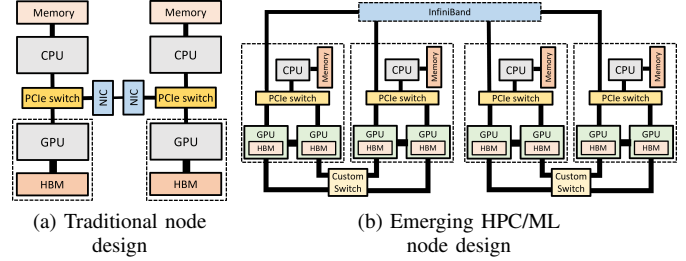 Memory
Memory
CPU
CPU
PCIe switch
NIC
NIC
PCIe switch
GPU
GPU
HBM
HBM
(a) Traditional node
design
InfiniBand
CPU
Memory
CPU
Memory
CPU
Memory
CPU
Memory
PCIe switch
PCIe switch
PCIe switch
PCIe switch
GPU
GPU
GPU
GPU
GPU
GPU
GPU
GPU
HBM
HBM
HBM
HBM
HBM
HBM
HBM
HBM
Custom
Switch
Custom
Switch
(b) Emerging HPC/ML
node design